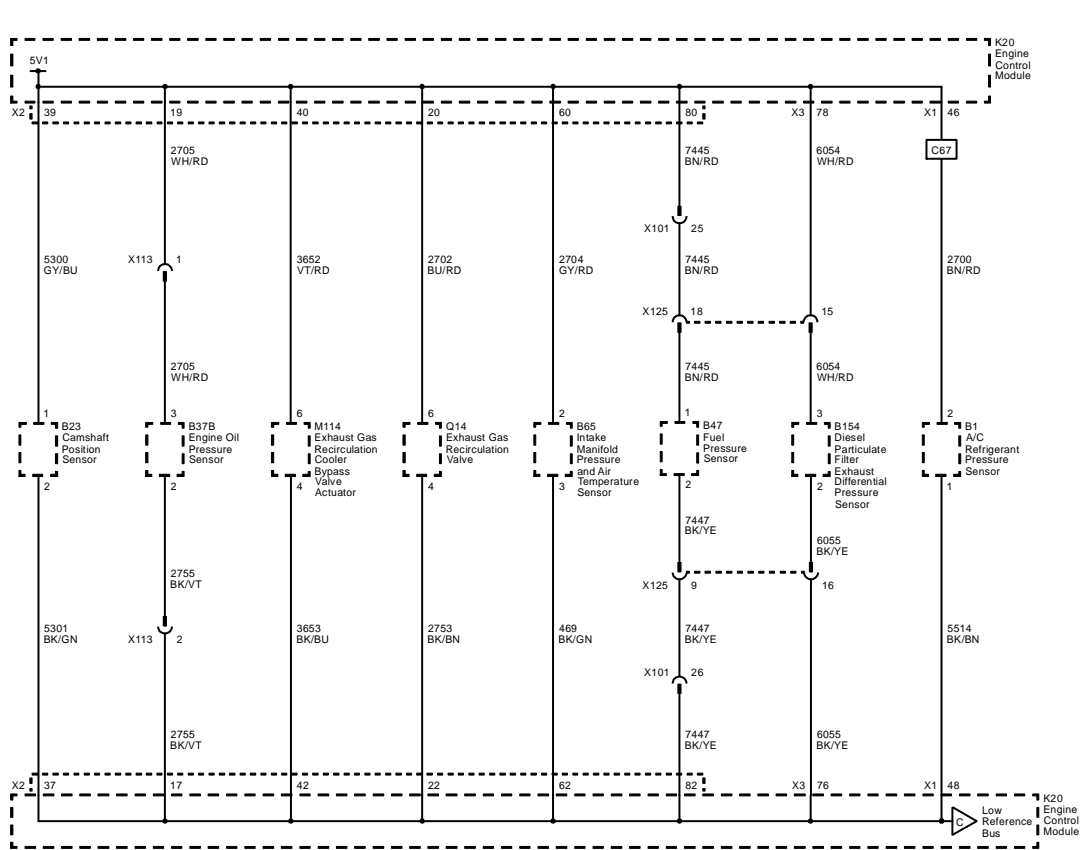 K20
Engine
Control
Module
5V1
X2 39 19 40 20 60 80 X3 78 X1 46
2705
WH/RD
7445
BN/RD
6054
WH/RD
C67
X101 25
5300
GY/BU
X113 1
3652
VT/RD
2702
BU/RD
2704
GY/RD
7445
BN/RD
2700
BN/RD
X125 18 15
2705
WH/RD
7445
BN/RD
6054
WH/RD
1 3 6 6 2 1 3 2
B23
Camshaft
Position
Sensor
B37B
Engine Oil
Pressure
Sensor
M114
Exhaust Gas
Recirculation
Cooler
Bypass
Valve
Actuator
Q14
Exhaust Gas
Recirculation
Valve
B65
Intake
Manifold
Pressure
and Air
Temperature
Sensor
B47
Fuel
Pressure
Sensor
B154
Diesel
Particulate
Filter
Exhaust
Differential
Pressure
Sensor
B1
A/C
Refrigerant
Pressure
Sensor
2 2 4 4 3 2 2 1
7447
BK/YE
6055
BK/YE
2755
BK/VT
X125 9 16
5301
BK/GN
X113 2
3653
BK/BU
2753
BK/BN
469
BK/GN
7447
BK/YE
5514
BK/BN
X101 26
2755
BK/VT
7447
BK/YE
6055
BK/YE
X2 37 17 42 22 62 82 X3 76 X1 48
K20
Engine
Control
Module
C
Low
Reference
Bus